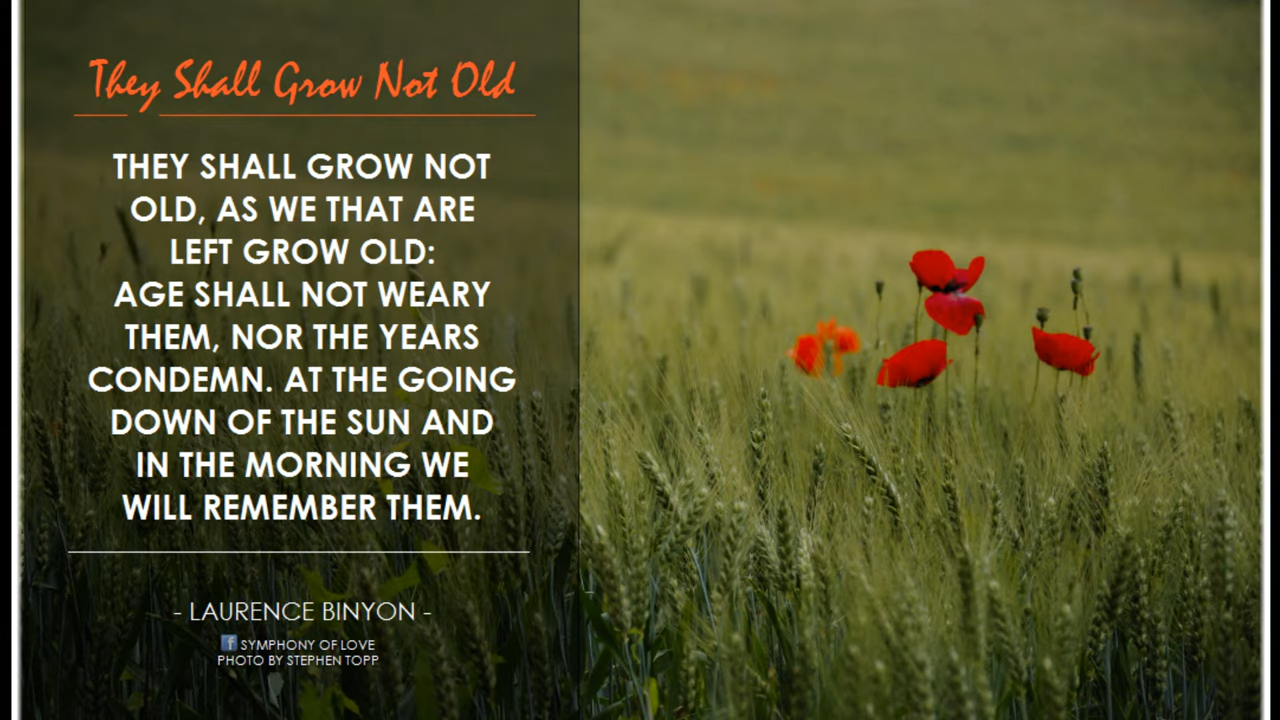 They Shall Grow Not Old
THEY SHALL GROW NOT
OLD, AS WE THAT ARE
LEFT GROW OLD:
AGE SHALL NOT WEARY
THEM, NOR THE YEARS
CONDEMN. AT THE GOING
DOWN OF THE SUN AND
IN THE MORNING WE
WILL REMEMBER THEM.
- LAURENCE BINYON -
f SYMPHONY OF LOVE
PHOTO BY STEPHEN TOPP